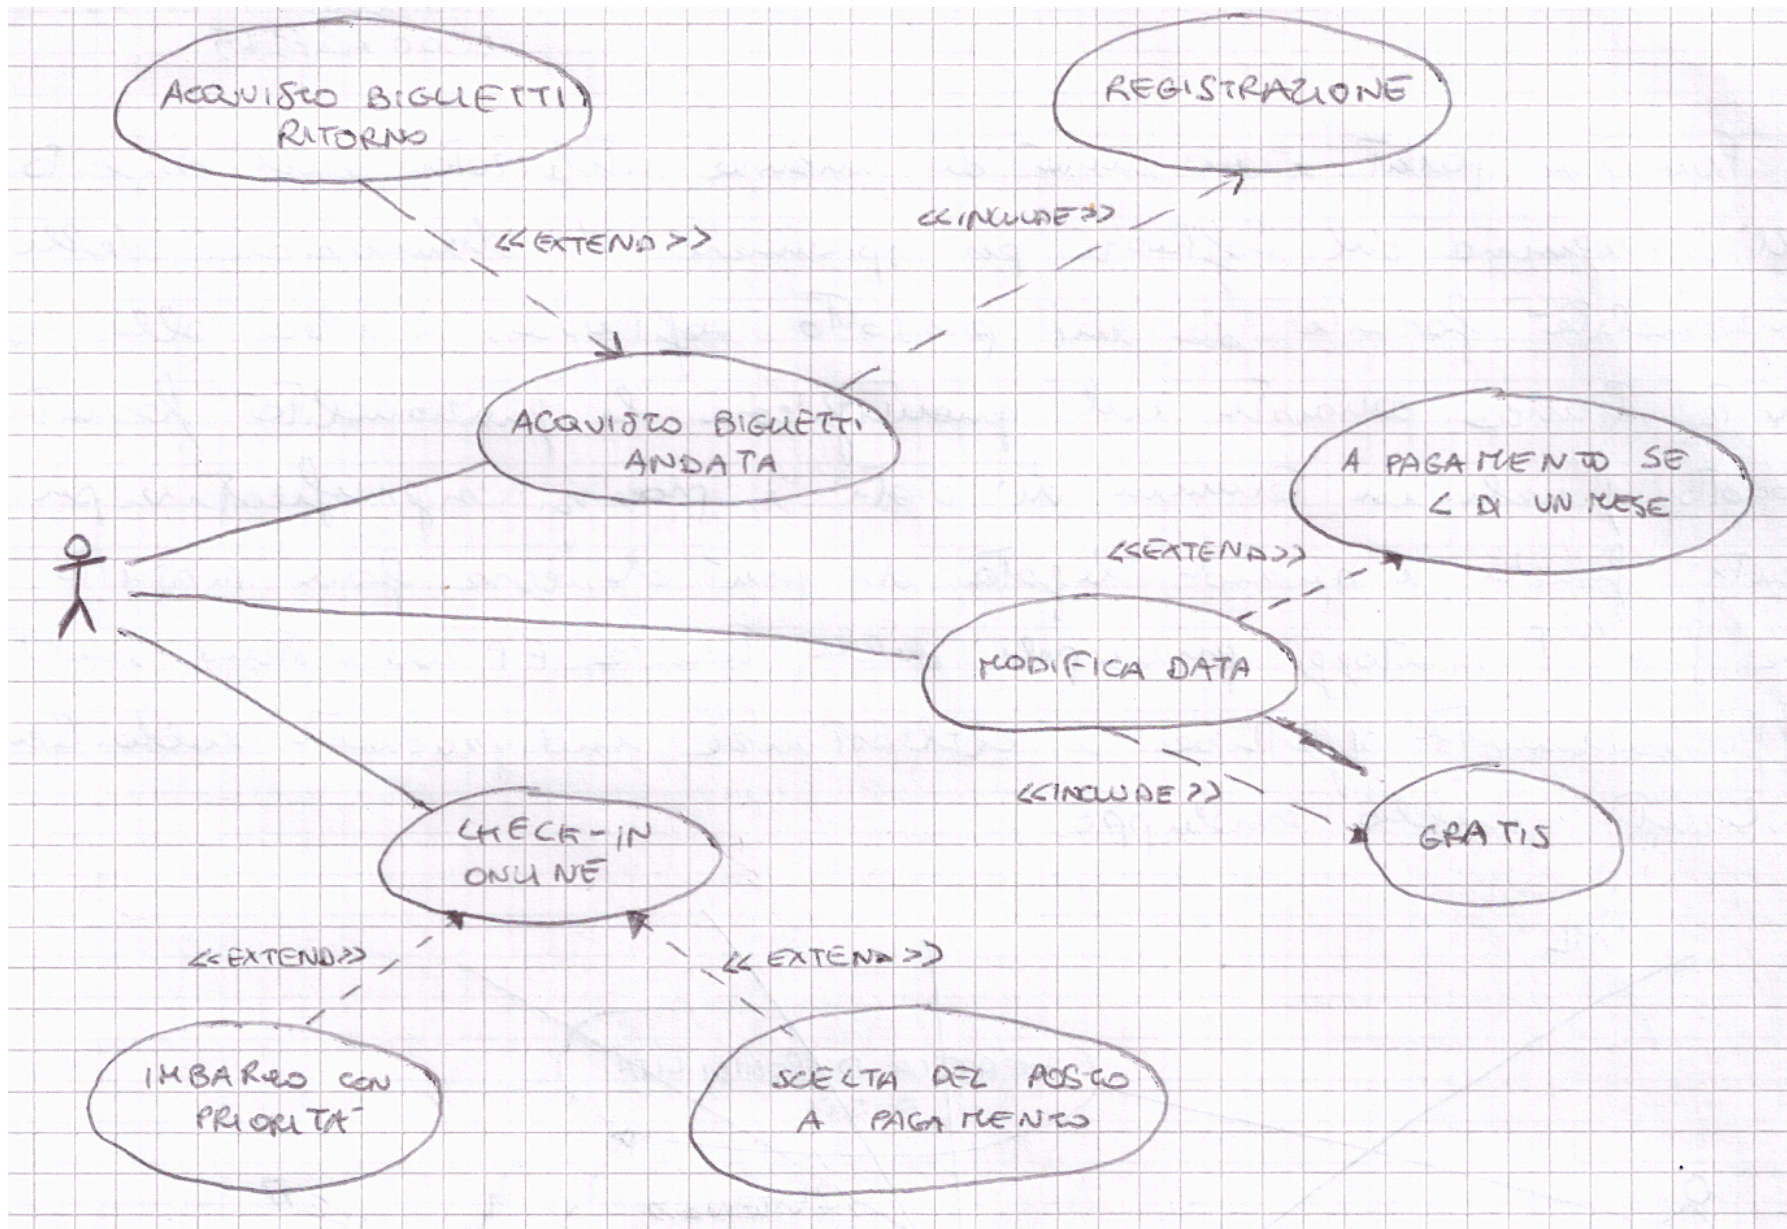 ACQUISTO BIGLIETTI
RITORNO
REGISTRAZIONE
<<EXTEND>>
<<INCLUDE>>
ACQUISTO BIGLIETTI
ANDATA
A PAGAMENTO SE
< DI UN MESE
<<EXTEND>>
MODIFICA DATA
<<INCLUDE>>
GRATIS
CHECK-IN
ONLINE
<<EXTEND>>
<<EXTEND>>
IMBARCO CON
PRIORITÀ
SCELTA DEL POSTO
A PAGAMENTO